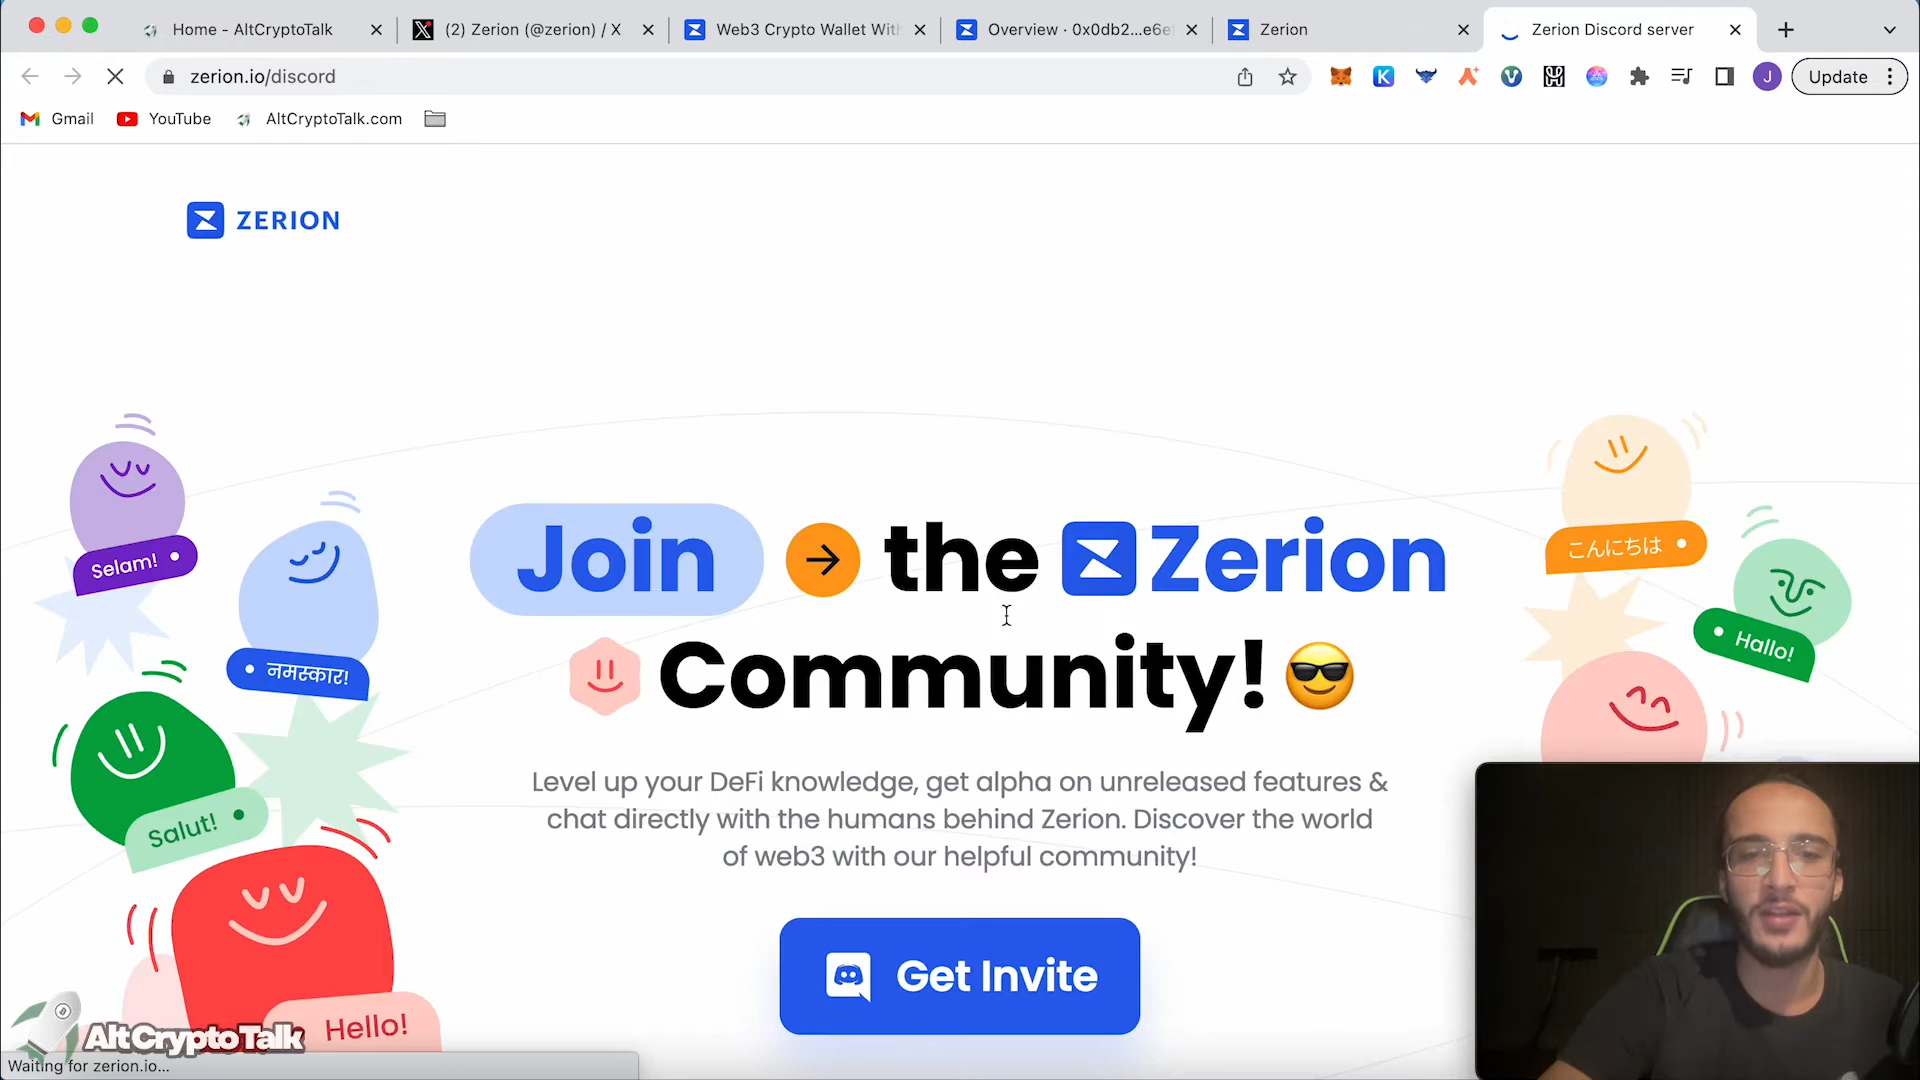 Home - AltCryptoTalk
(2) Zerion (@zerion) / X
Web3 Crypto Wallet With
Overview · 0x0db2...e6e
Zerion
Zerion Discord server
zerion.io/discord
J
Update
Gmail
YouTube
AltCryptoTalk.com
ZERION
Join the Zerion
Community!
Selam!
नमस्कार!
Salut!
Hello!
こんにちは
Hallo!
Level up your DeFi knowledge, get alpha on unreleased features &
chat directly with the humans behind Zerion. Discover the world
of web3 with our helpful community!
Get Invite
AltCryptoTalk
Waiting for zerion.io...